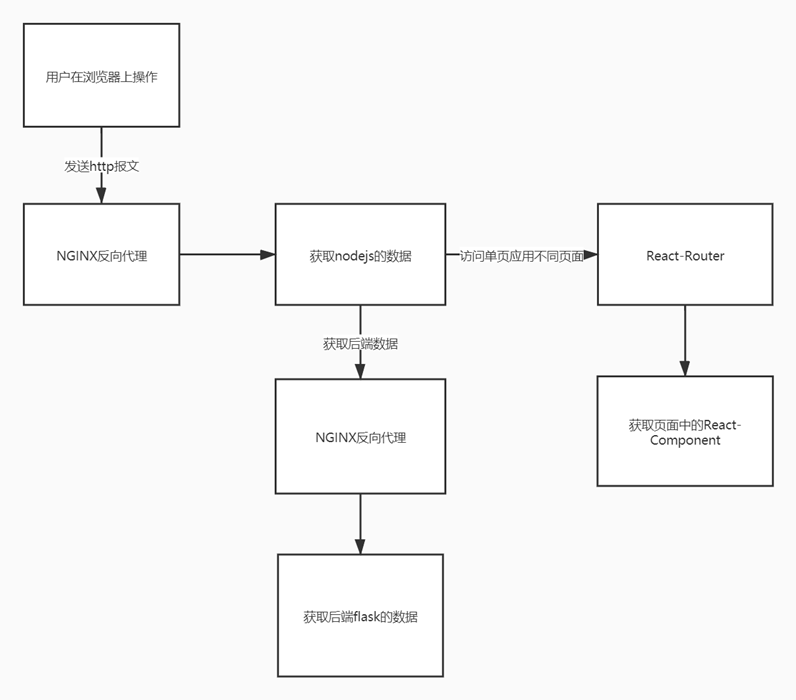 用户在浏览器上操作
发送http报文
NGINX反向代理
获取nodejs的数据
访问单页应用不同页面
React-Router
获取后端数据
NGINX反向代理
获取页面中的React-
Component
获取后端flask的数据